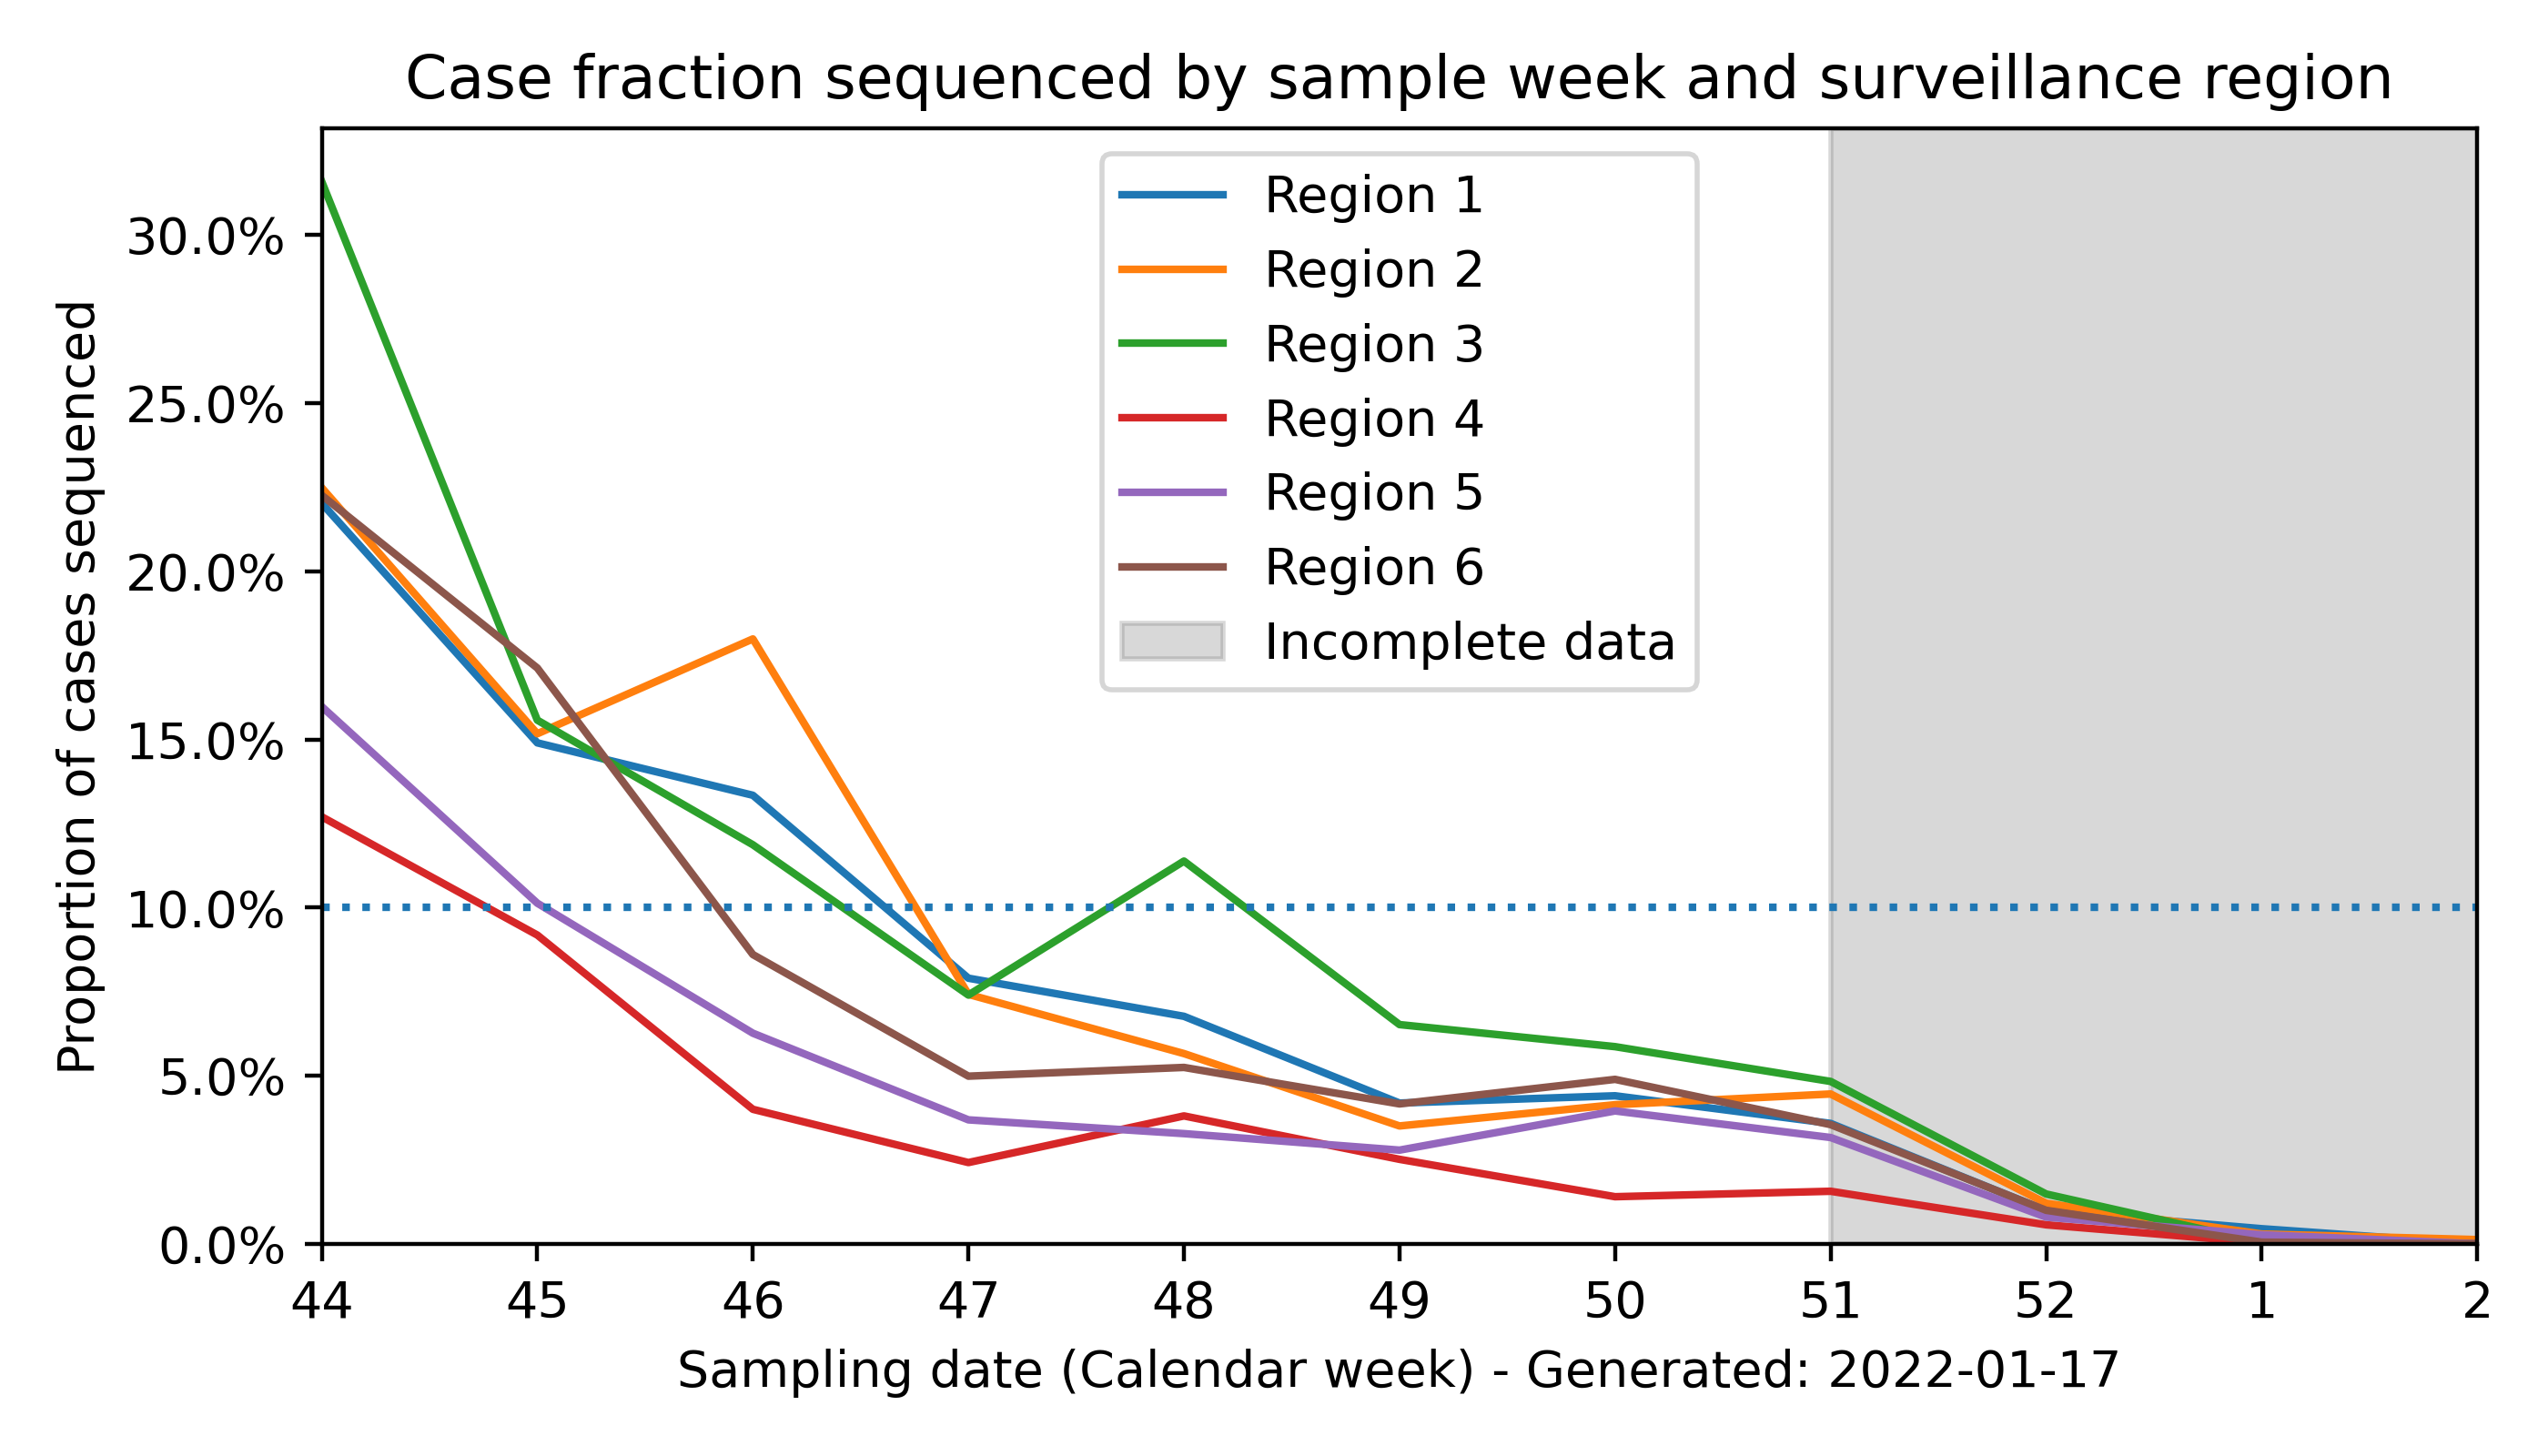 Case fraction sequenced by sample week and surveillance region
Proportion of cases sequenced
30.0%
25.0%
20.0%
15.0%
10.0%
5.0%
0.0%
Region 1
Region 2
Region 3
Region 4
Region 5
Region 6
Incomplete data
44 45 46 47 48 49 50 51 52 1 2
Sampling date (Calendar week) - Generated: 2022-01-17